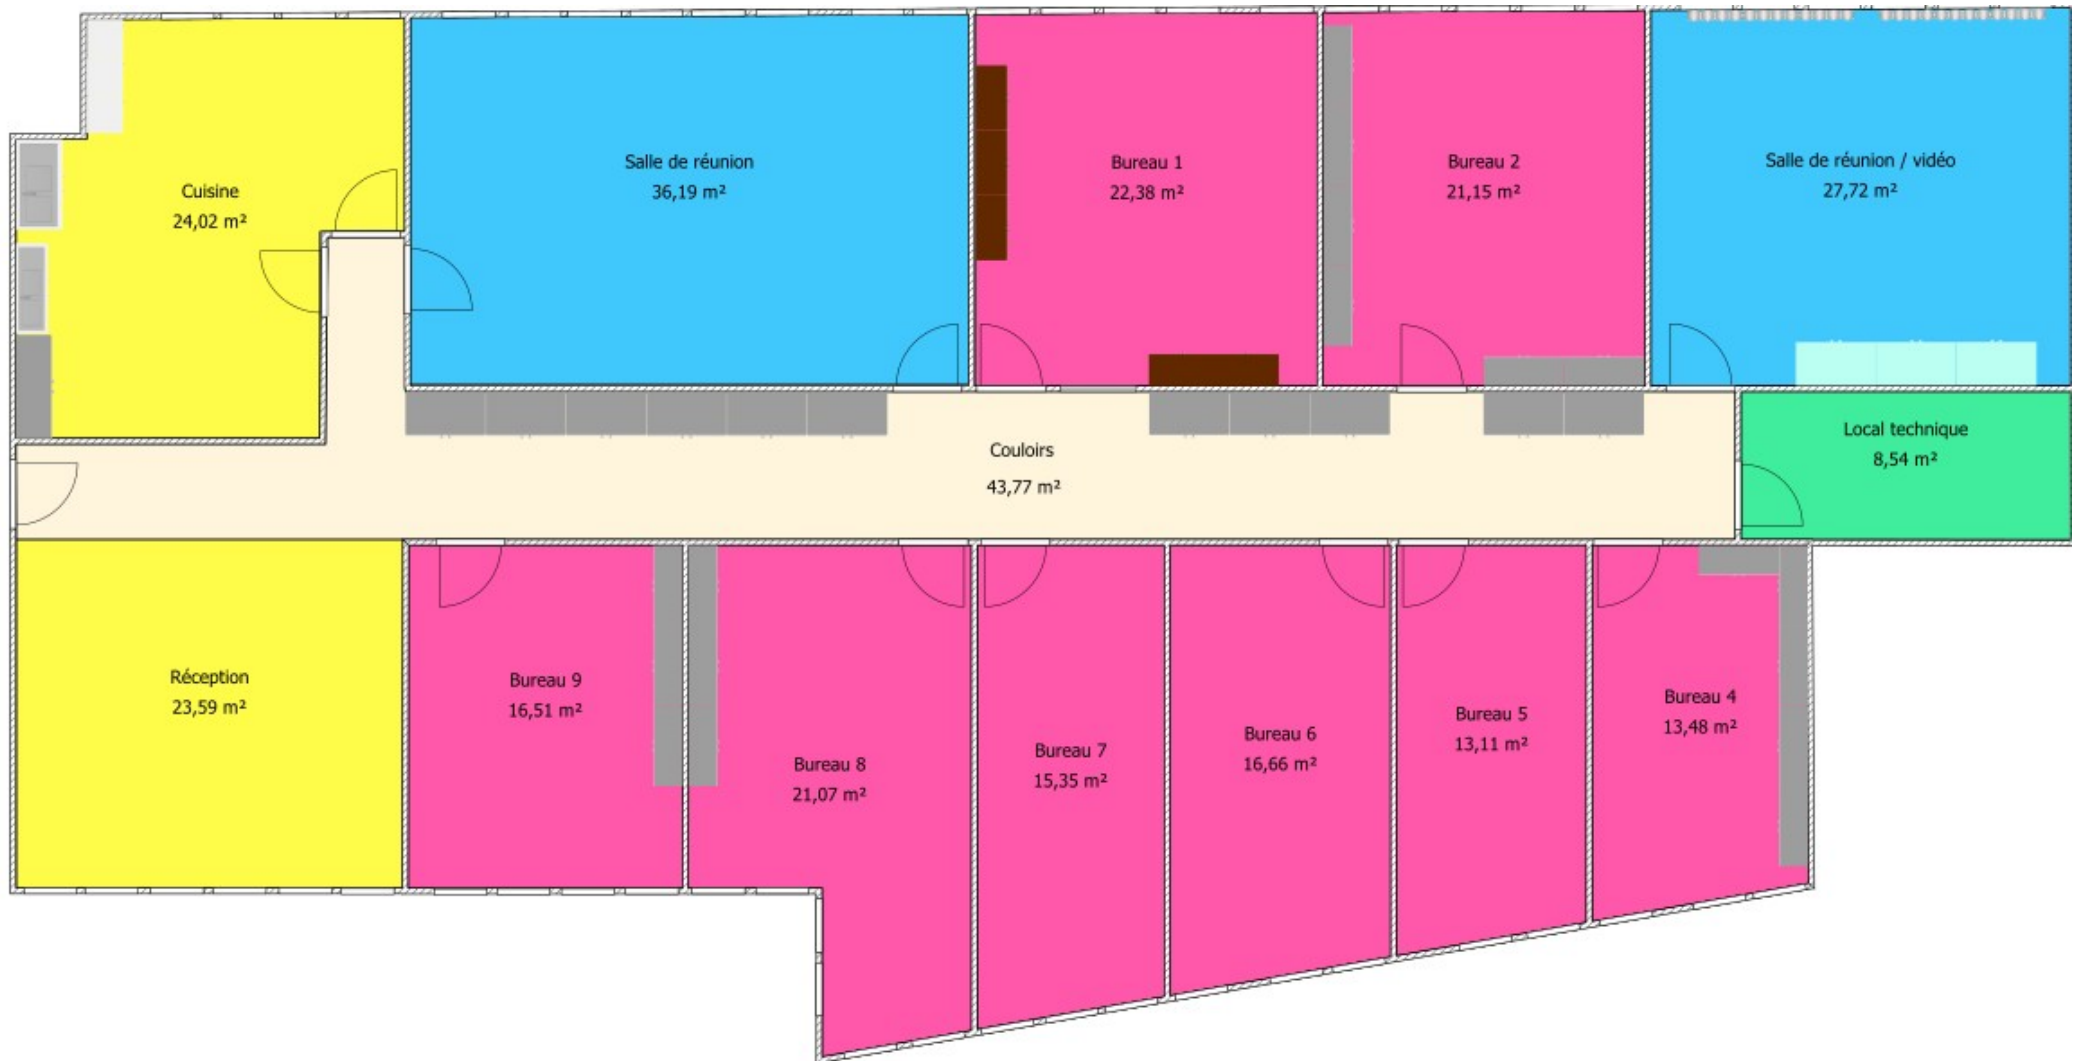 Cuisine
24,02 m²
Salle de réunion
36,19 m²
Bureau 1
22,38 m²
Bureau 2
21,15 m²
Salle de réunion / vidéo
27,72 m²
Couloirs
43,77 m²
Local technique
8,54 m²
Réception
23,59 m²
Bureau 9
16,51 m²
Bureau 8
21,07 m²
Bureau 7
15,35 m²
Bureau 6
16,66 m²
Bureau 5
13,11 m²
Bureau 4
13,48 m²